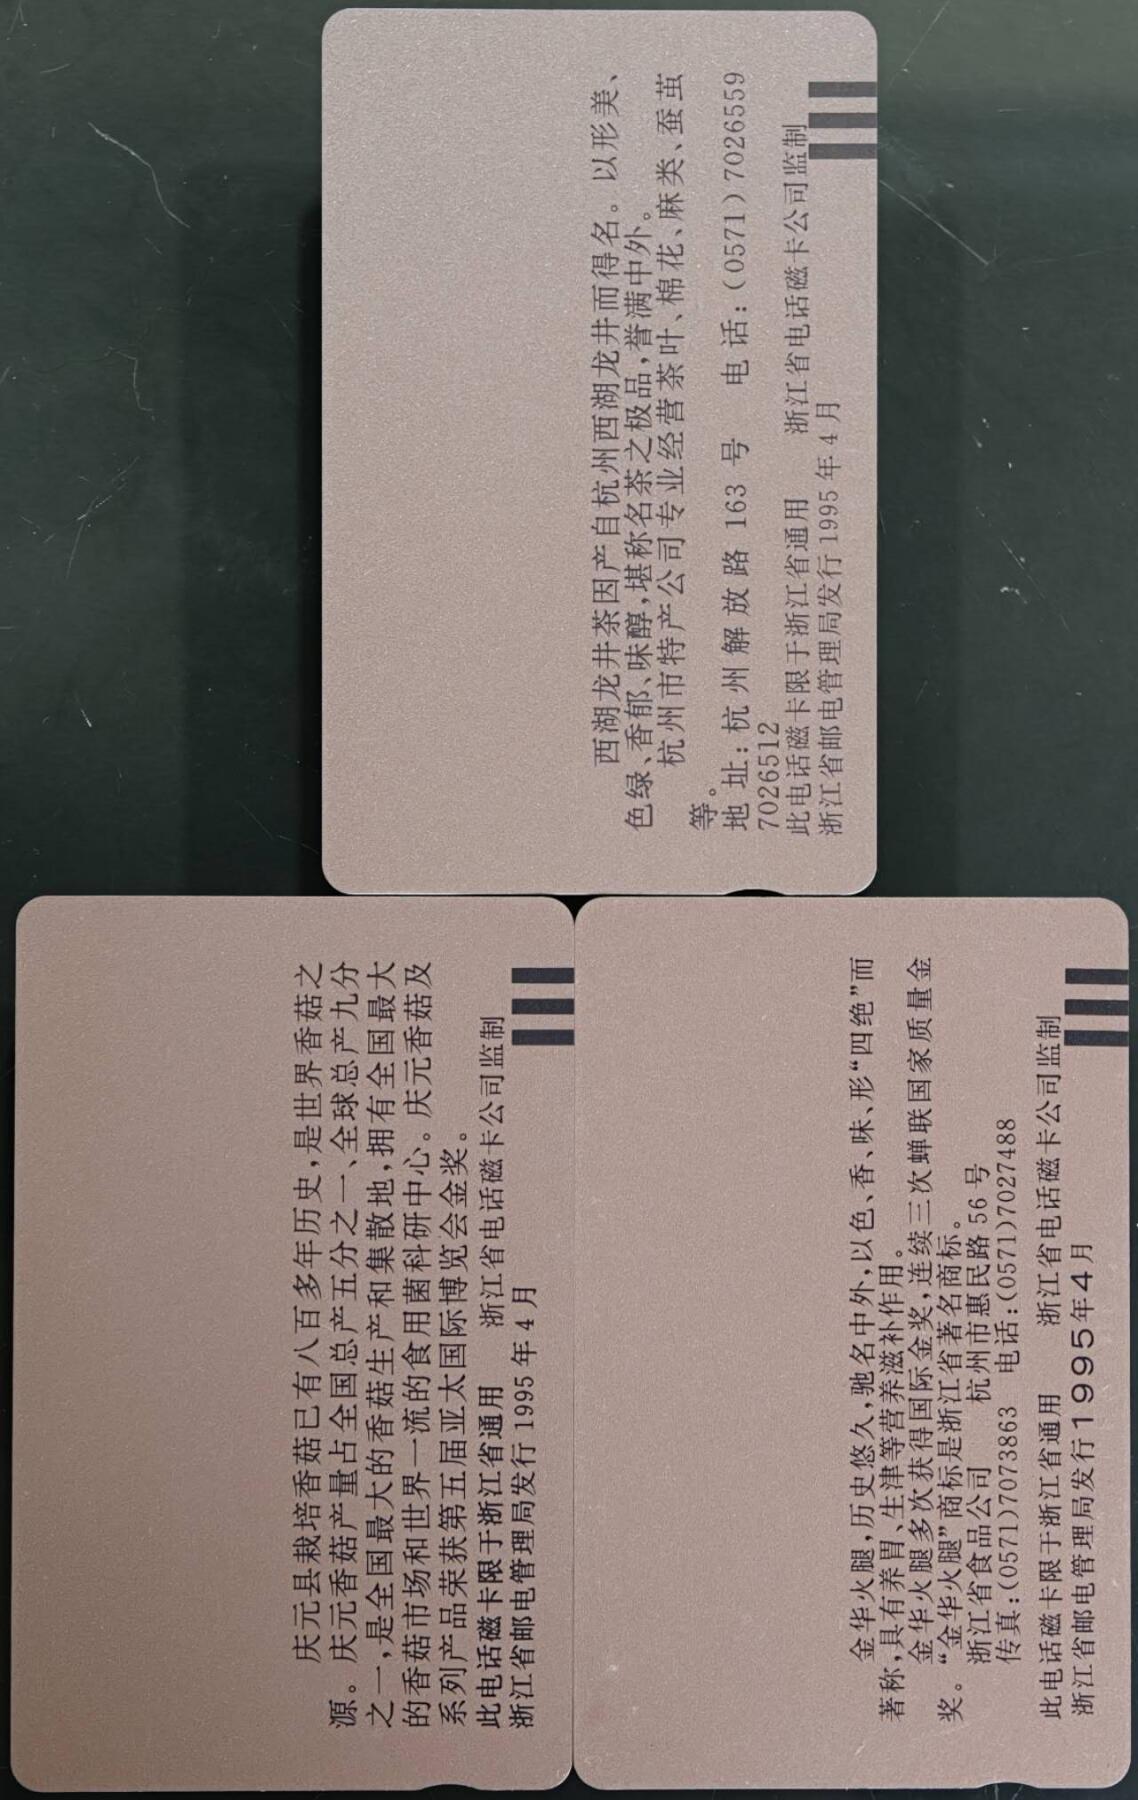 西湖龙井茶因产自杭州西湖龙井而得名。以形美、
色绿、香郁、味醇,堪称名茶之极品,誉满中外。
杭州市特产公司专业经营茶叶、棉花、麻类、蚕茧
等。
地址:杭州解放路163号 电话:(0571)7026559
7026512
此电话磁卡限于浙江省通用 浙江省电话磁卡公司监制
浙江省邮电管理局发行1995年4月
庆元县栽培香菇已有八百多年历史,是世界香菇之
源。庆元香菇产量占全国总产五分之一、全球总产九分
之一,是全国最大的香菇生产和集散地,拥有全国最大
的香菇市场和世界一流的食用菌科研中心。庆元香菇及
系列产品荣获第五届亚太国际博览会金奖。
此电话磁卡限于浙江省通用 浙江省电话磁卡公司监制
浙江省邮电管理局发行1995年4月
金华火腿,历史悠久,驰名中外,以色、香、味、形“四绝”而
著称,具有养胃、生津等营养滋补作用。
金华火腿多次获得国际金奖,连续三次蝉联国家质量金
奖。“金华火腿”商标是浙江省著名商标。
浙江省食品公司 杭州市惠民路56号
传真:(0571)7073863 电话:(0571)7027488
此电话磁卡限于浙江省通用 浙江省电话磁卡公司监制
浙江省邮电管理局发行1995年4月